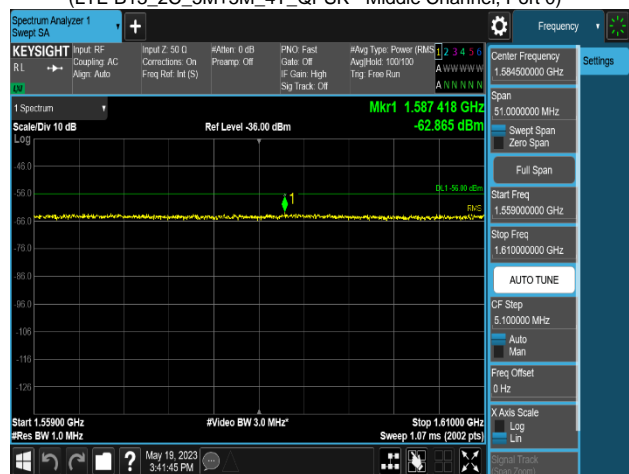 (LTE B13_2C_5M15M_4T_QPSK - Middle Channel, Port 0)
Spectrum Analyzer 1
Swept SA
Frequency
KEYSIGHT
RL
Input: RF
Coupling: AC
Align: Auto
Input Z: 50 Ω
Corrections: On
Freq Ref: Int (S)
#Atten: 0 dB
Preamp: Off
PNO: Fast
Gate: Off
IF Gain: High
Sig Track: Off
#Avg Type: Power (RMS)
Avg|Hold: 100/100
Trig: Free Run
1 2 3 4 5 6
A W W W W W
A N N N N N
LW
1 Spectrum
Scale/Div 10 dB
Ref Level -36.00 dBm
Mkr1 1.587 418 GHz
-62.865 dBm
Log
-46.0
-56.0
DL1 -56.00 dBm
1
RMS
-66.0
-76.0
-86.0
-96.0
-106
-116
-126
Start 1.55900 GHz
#Video BW 3.0 MHz*
Stop 1.61000 GHz
#Res BW 1.0 MHz
Sweep 1.07 ms (2002 pts)
May 19, 2023
3:41:45 PM
Center Frequency
1.584500000 GHz
Settings
Span
51.0000000 MHz
Swept Span
Zero Span
Full Span
Start Freq
1.559000000 GHz
Stop Freq
1.610000000 GHz
AUTO TUNE
CF Step
5.100000 MHz
Auto
Man
Freq Offset
0 Hz
X Axis Scale
Log
Lin
Signal Track
(Span Zoom)